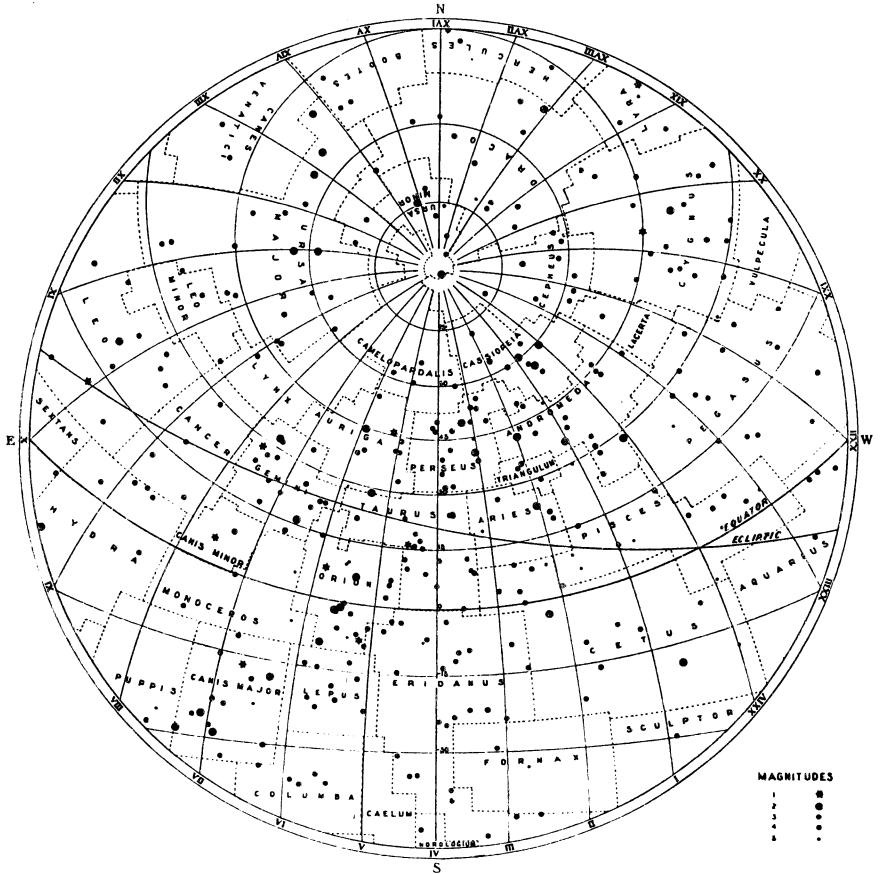 N
XVI
XV
XVII
XIV
XVIII
XIII
XIX
XX
HERCULES
BOOTES
CANES
VENATICI
LYRA
DRACO
URSA
MINOR
CYGNUS
VULPECULA
URSA
MAJOR
CEPHEUS
LEO
MINOR
LEO
LACERTA
CAMELOPARDALIS
CASSIOPEIA
PEGASUS
LYNX
ANDROMEDA
SEXTANS
CANCER
AURIGA
E
X
W
XXII
GEMINI
PERSEUS
TRIANGULUM
TAURUS
ARIES
PISCES
EQUATOR
ECLIPTIC
HYDRA
CANIS MINOR
ORION
AQUARIUS
IX
XXIII
MONOCEROS
CETUS
PUPPIS
CANIS MAJOR
LEPUS
ERIDANUS
VIII
XXIV
SCULPTOR
FORNAX
VII
I
COLUMBA
CAELUM
VI
II
V
HOROLOGIUM
III
IV
S
MAGNITUDES
1
2
3
4
5